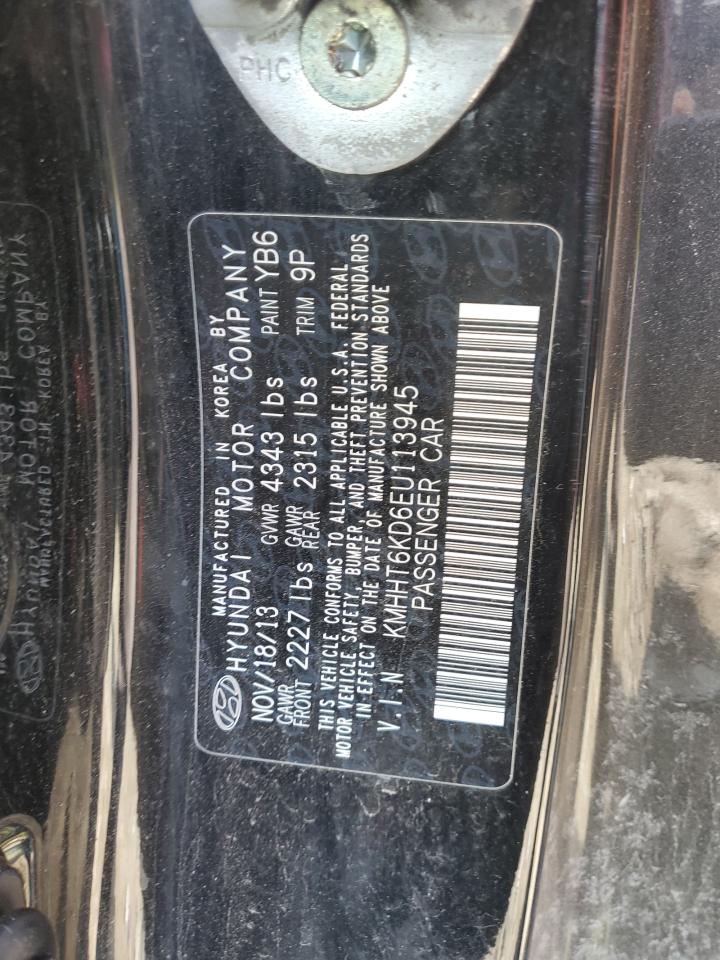 PHC
MANUFACTURED IN KOREA BY
HYUNDAI MOTOR COMPANY
NOV/18/13 GVWR 4343 lbs PAINT YB6
GAWR FRONT 2227 lbs GAWR REAR 2315 lbs TRIM 9P
THIS VEHICLE CONFORMS TO ALL APPLICABLE U.S.A. FEDERAL
MOTOR VEHICLE SAFETY, BUMPER, AND THEFT PREVENTION STANDARDS
IN EFFECT ON THE DATE OF MANUFACTURE SHOWN ABOVE
V.I.N KMHHT6KD6EU113945
PASSENGER CAR